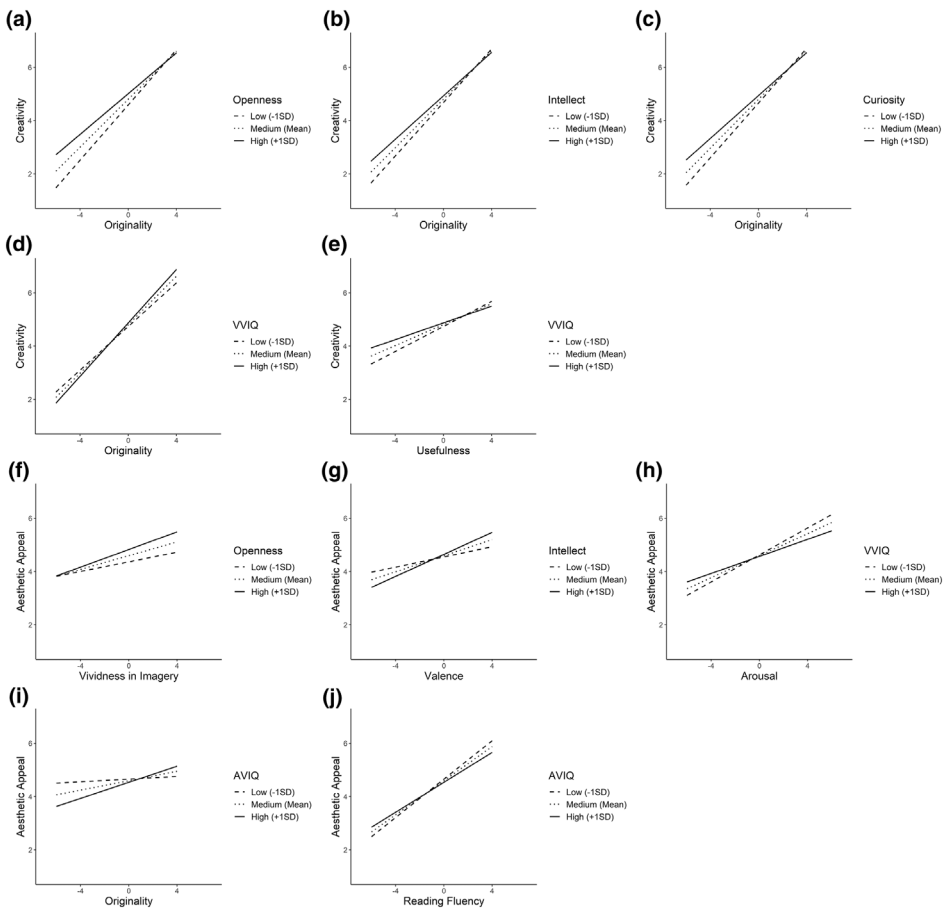 (a)
6
4
2
Creativity
-4 0 4
Originality
Openness
Low (-1SD)
Medium (Mean)
High (+1SD)
(b)
6
4
2
Creativity
-4 0 4
Originality
Intellect
Low (-1SD)
Medium (Mean)
High (+1SD)
(c)
6
4
2
Creativity
-4 0 4
Originality
Curiosity
Low (-1SD)
Medium (Mean)
High (+1SD)
(d)
6
4
2
Creativity
-4 0 4
Originality
VVIQ
Low (-1SD)
Medium (Mean)
High (+1SD)
(e)
6
4
2
Creativity
-4 0 4
Usefulness
VVIQ
Low (-1SD)
Medium (Mean)
High (+1SD)
(f)
6
4
2
Aesthetic Appeal
-4 0 4
Vividness in Imagery
Openness
Low (-1SD)
Medium (Mean)
High (+1SD)
(g)
6
4
2
Aesthetic Appeal
-4 0 4
Valence
Intellect
Low (-1SD)
Medium (Mean)
High (+1SD)
(h)
6
4
2
Aesthetic Appeal
-4 0 4
Arousal
VVIQ
Low (-1SD)
Medium (Mean)
High (+1SD)
(i)
6
4
2
Aesthetic Appeal
-4 0 4
Originality
AVIQ
Low (-1SD)
Medium (Mean)
High (+1SD)
(j)
6
4
2
Aesthetic Appeal
-4 0 4
Reading Fluency
AVIQ
Low (-1SD)
Medium (Mean)
High (+1SD)